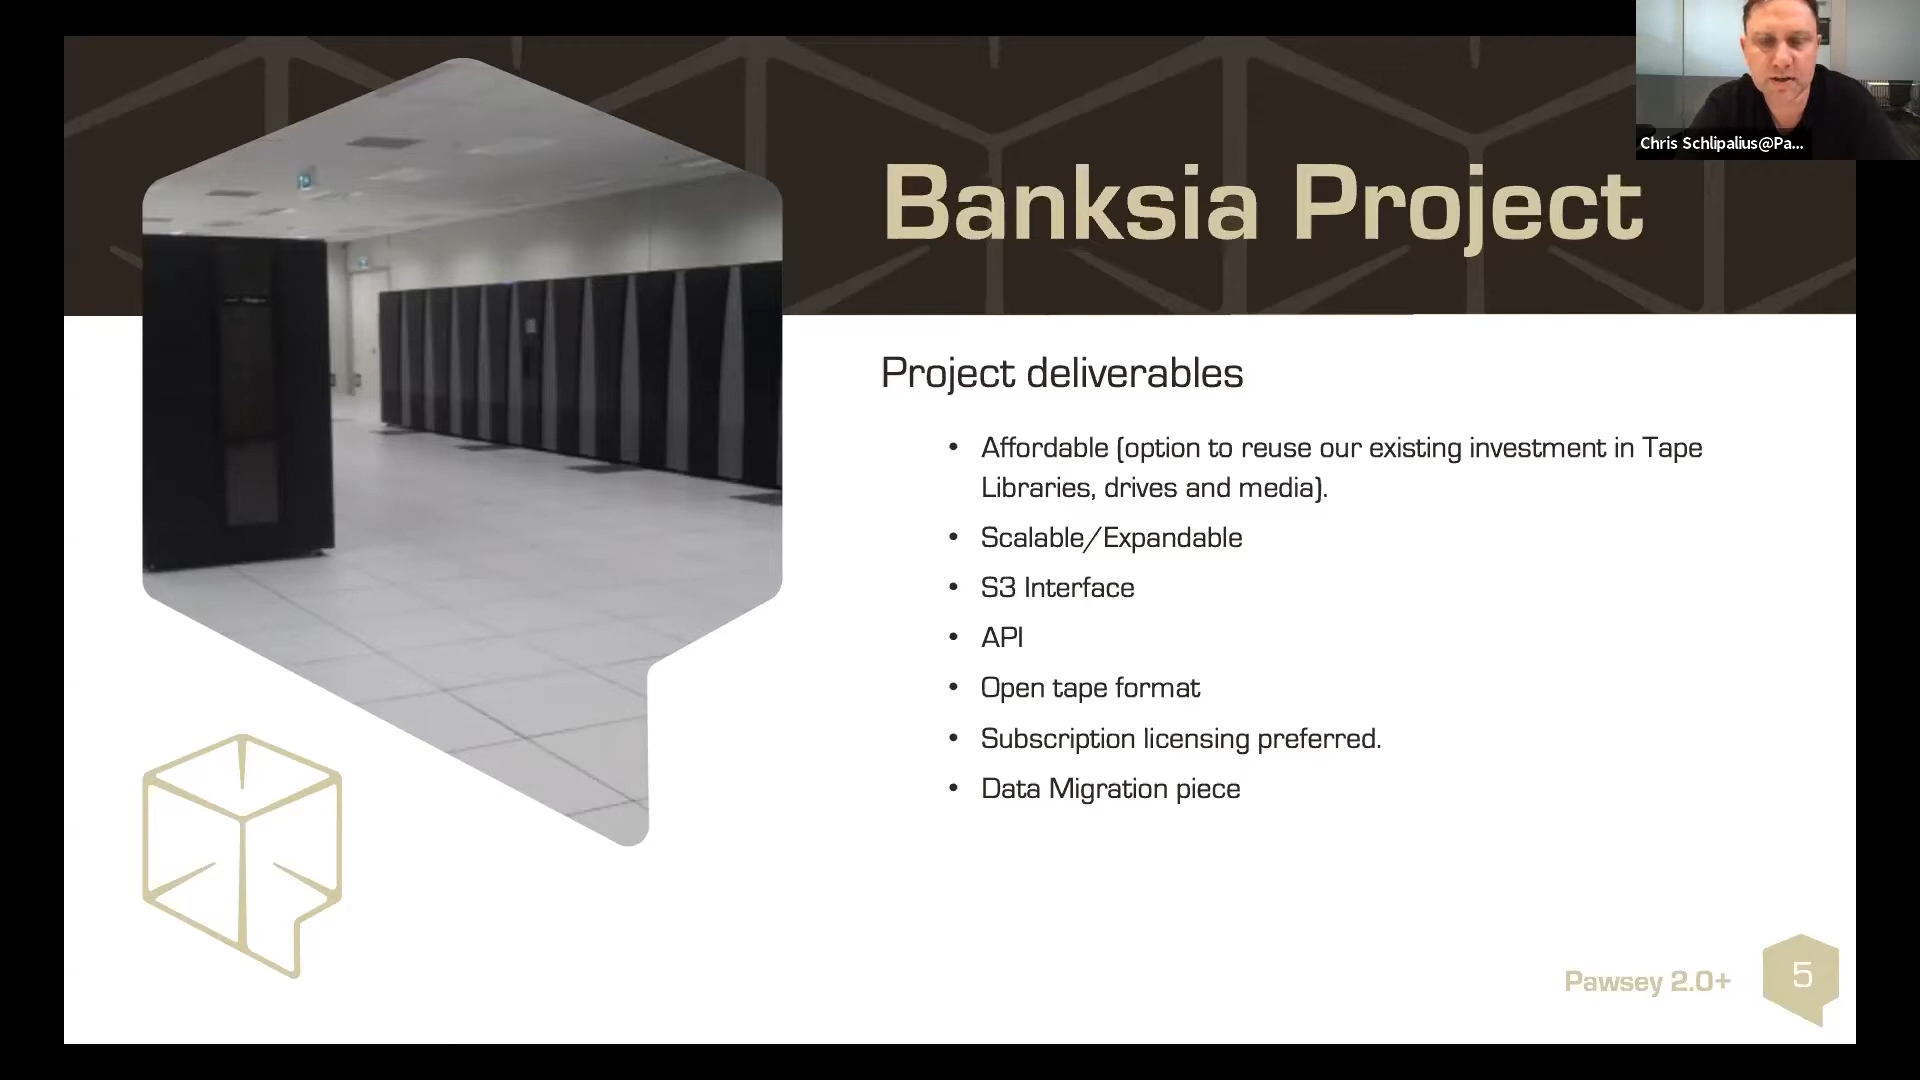 Chris Schlipalius@Pa...
Banksia Project
Project deliverables
• Affordable (option to reuse our existing investment in Tape
Libraries, drives and media).
• Scalable/Expandable
• S3 Interface
• API
• Open tape format
• Subscription licensing preferred.
• Data Migration piece
Pawsey 2.0+
5